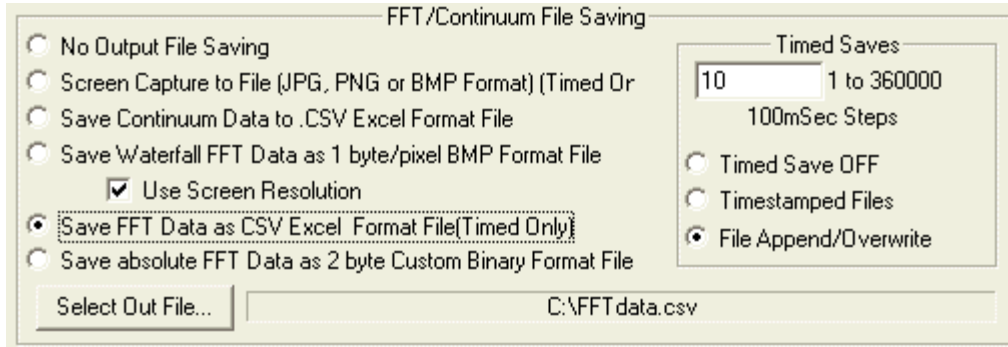 FFT/Continuum File Saving
No Output File Saving
Screen Capture to File (JPG, PNG or BMP Format) (Timed Or
Save Continuum Data to .CSV Excel Format File
Save Waterfall FFT Data as 1 byte/pixel BMP Format File
Use Screen Resolution
Save FFT Data as CSV Excel  Format File(Timed Only)
Save absolute FFT Data as 2 byte Custom Binary Format File
Timed Saves
10 1 to 360000
100mSec Steps
Timed Save OFF
Timestamped Files
File Append/Overwrite
Select Out File... C:\FFTdata.csv